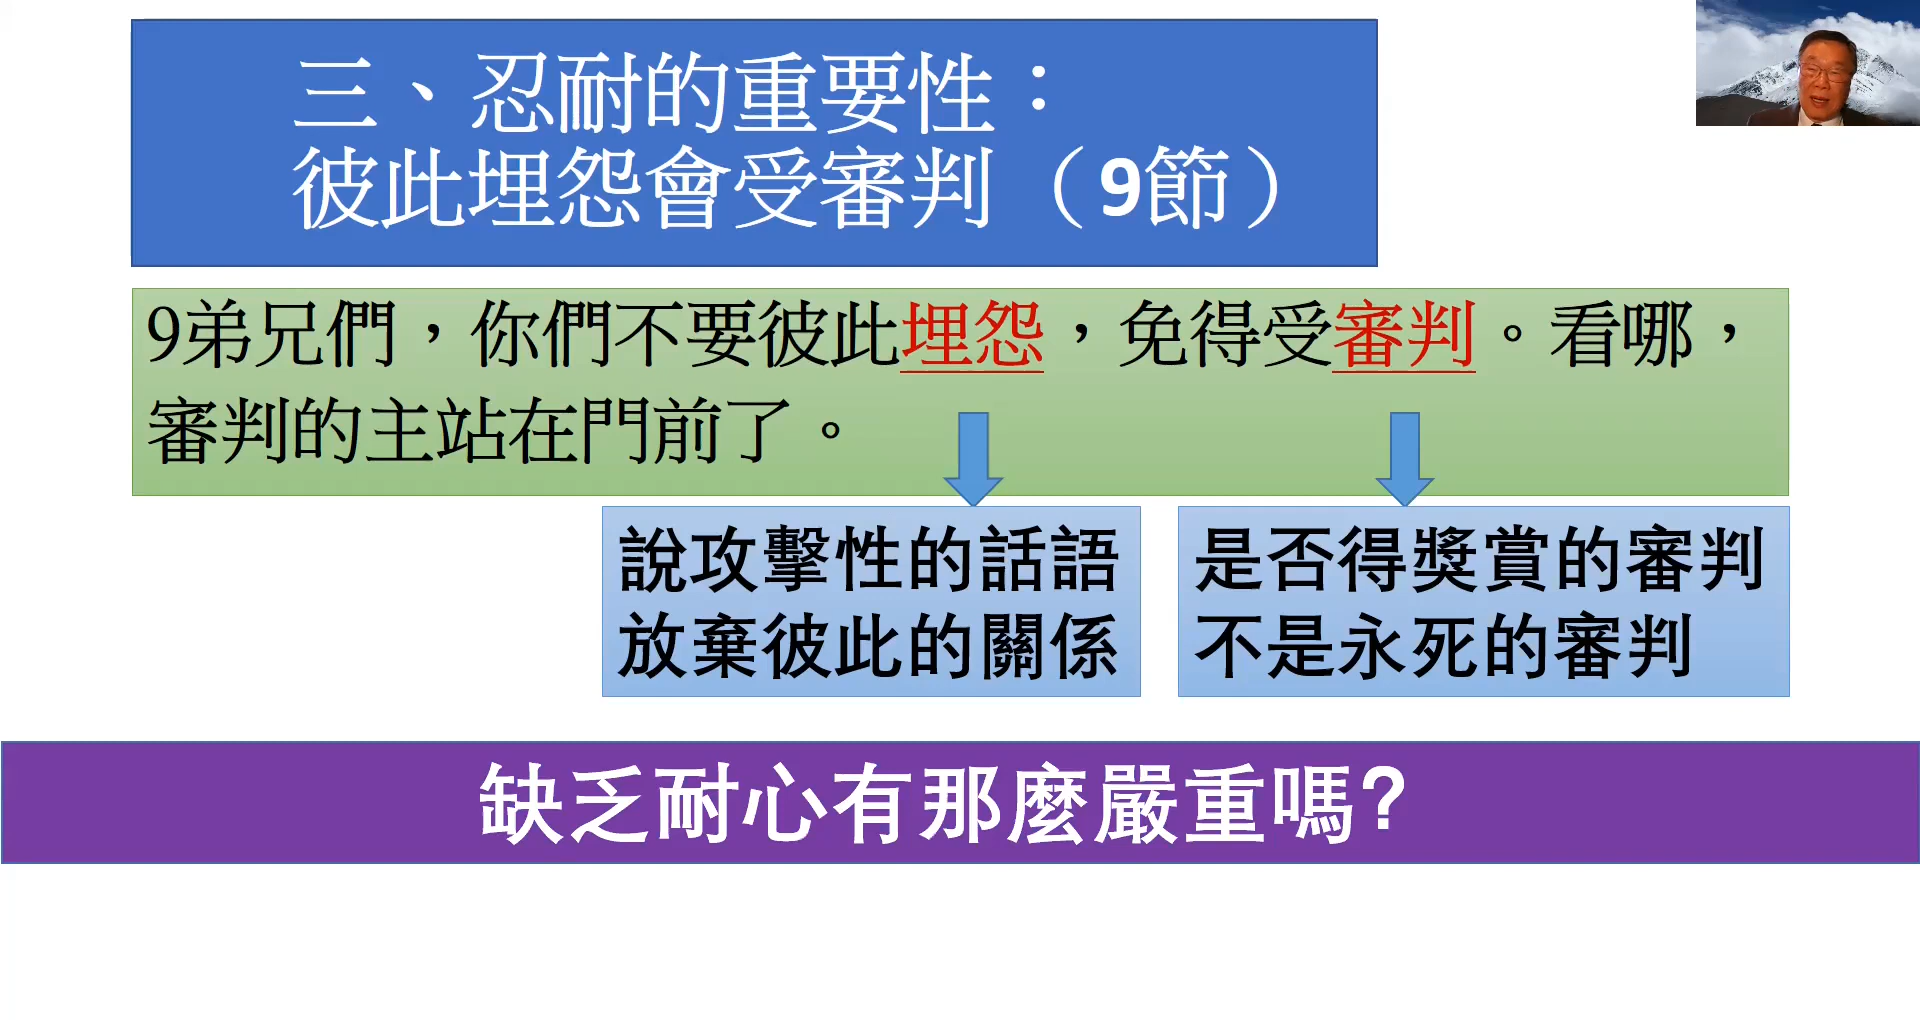 三、忍耐的重要性：
彼此埋怨會受審判（9節）
9弟兄們，你們不要彼此埋怨，免得受審判。看哪，
審判的主站在門前了。
說攻擊性的話語
放棄彼此的關係
是否得獎賞的審判
不是永死的審判
缺乏耐心有那麼嚴重嗎?